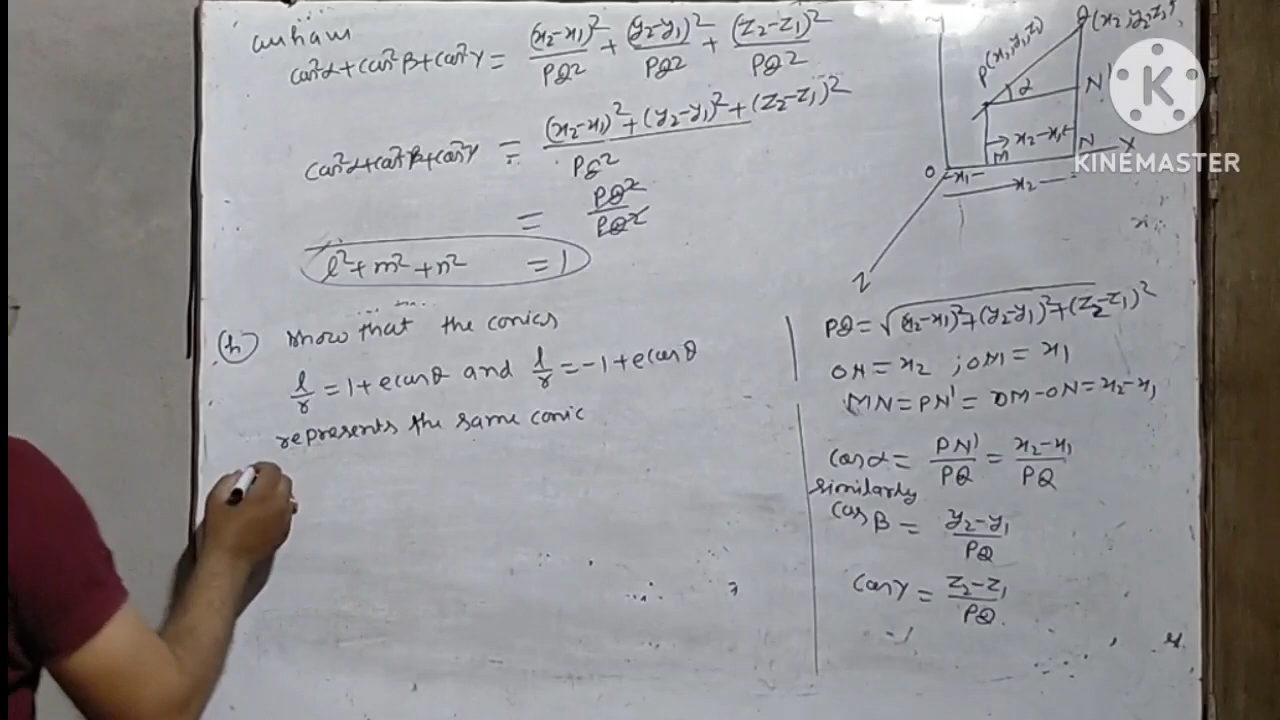 cos²α+cos²β+cos²γ = (x₂-x₁)²/PQ² + (y₂-y₁)²/PQ² + (z₂-z₁)²/PQ²
cos²α+cos²β+cos²γ = (x₂-x₁)²+(y₂-y₁)²+(z₂-z₁)²/PQ²
= PQ²/PQ²
l²+m²+n² = 1
(h) show that the conics
l/r = 1+ecosθ and l/r = -1+ecosθ
represents the same conic
Y
Q(x₂,y₂,z₂)
P(x₁,y₁,z₁)
α N'
x₂-x₁
O M N X
x₁
x₂
Z
K
KINEMASTER
PQ = √(x₂-x₁)²+(y₂-y₁)²+(z₂-z₁)²
ON = x₂ ; OM = x₁
MN = PN' = OM-ON = x₂-x₁
cosα = PN'/PQ = x₂-x₁/PQ
similarly
cosβ = y₂-y₁/PQ
cosγ = z₂-z₁/PQ